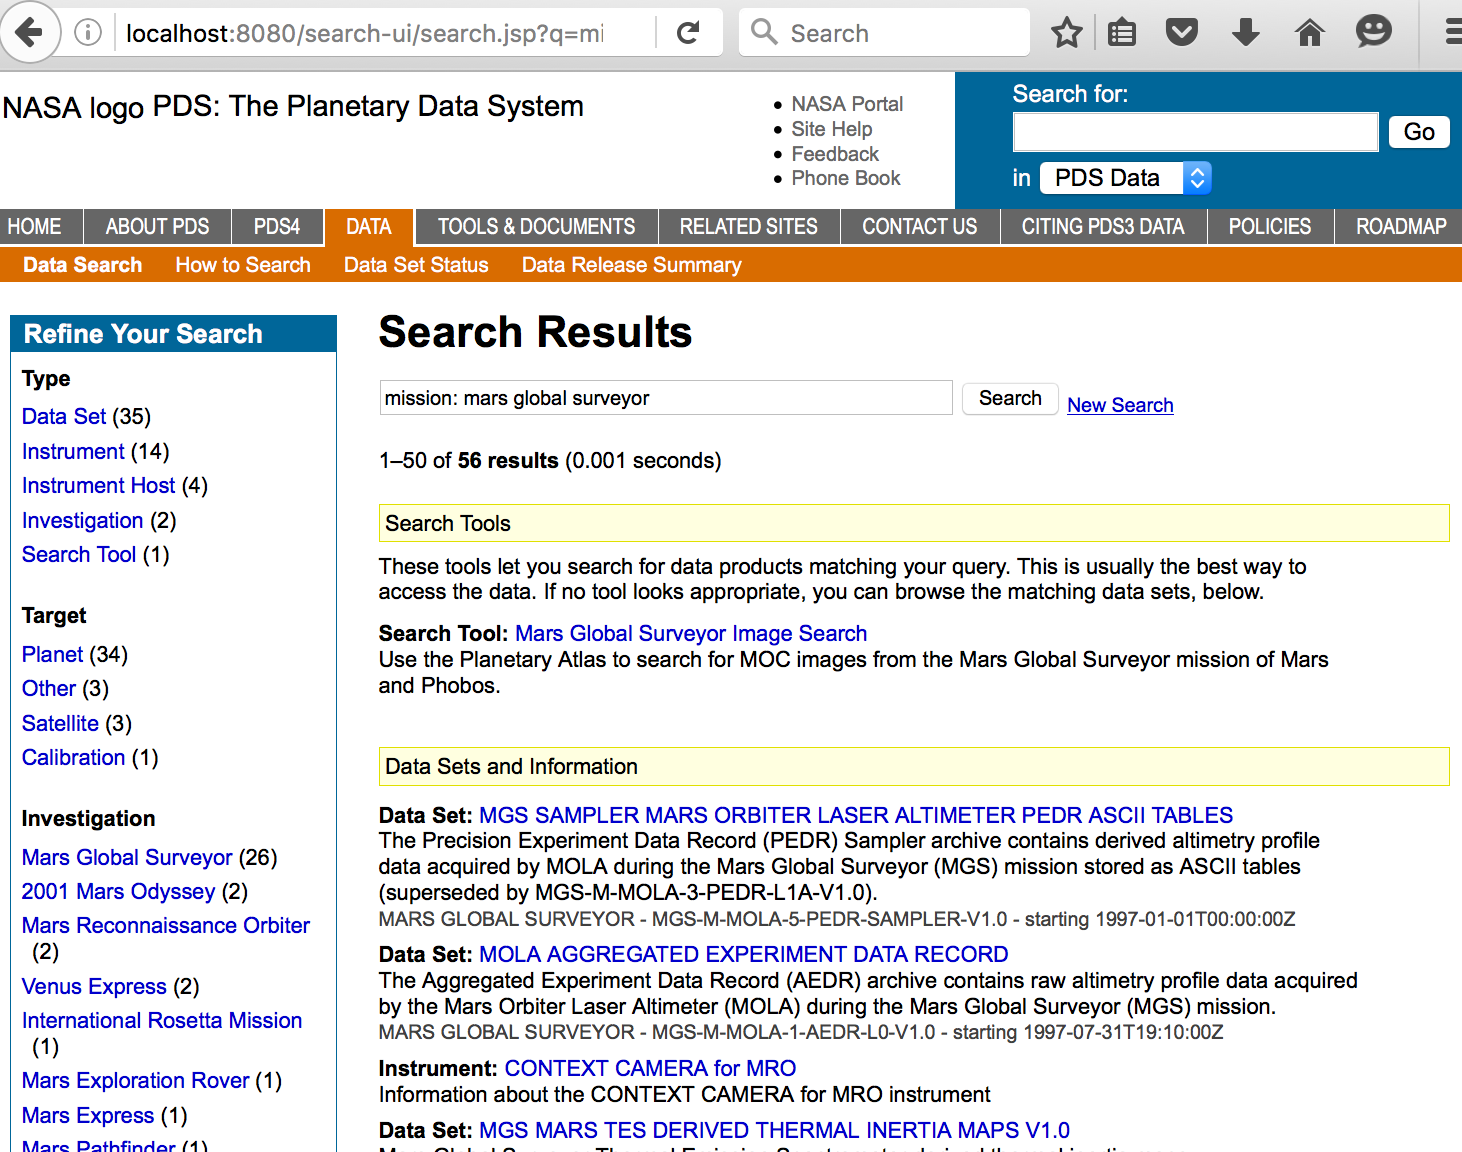 localhost:8080/search-ui/search.jsp?q=mi
Search
NASA logo PDS: The Planetary Data System
NASA Portal
Site Help
Feedback
Phone Book
Search for:
Go
in PDS Data
HOME ABOUT PDS PDS4 DATA TOOLS & DOCUMENTS RELATED SITES CONTACT US CITING PDS3 DATA POLICIES ROADMAP
Data Search How to Search Data Set Status Data Release Summary
Refine Your Search
Type
Data Set (35)
Instrument (14)
Instrument Host (4)
Investigation (2)
Search Tool (1)
Target
Planet (34)
Other (3)
Satellite (3)
Calibration (1)
Investigation
Mars Global Surveyor (26)
2001 Mars Odyssey (2)
Mars Reconnaissance Orbiter
(2)
Venus Express (2)
International Rosetta Mission
(1)
Mars Exploration Rover (1)
Mars Express (1)
Mars Pathfinder (1)
Search Results
mission: mars global surveyor Search New Search
1–50 of 56 results (0.001 seconds)
Search Tools
These tools let you search for data products matching your query. This is usually the best way to
access the data. If no tool looks appropriate, you can browse the matching data sets, below.
Search Tool: Mars Global Surveyor Image Search
Use the Planetary Atlas to search for MOC images from the Mars Global Surveyor mission of Mars
and Phobos.
Data Sets and Information
Data Set: MGS SAMPLER MARS ORBITER LASER ALTIMETER PEDR ASCII TABLES
The Precision Experiment Data Record (PEDR) Sampler archive contains derived altimetry profile
data acquired by MOLA during the Mars Global Surveyor (MGS) mission stored as ASCII tables
(superseded by MGS-M-MOLA-3-PEDR-L1A-V1.0).
MARS GLOBAL SURVEYOR - MGS-M-MOLA-5-PEDR-SAMPLER-V1.0 - starting 1997-01-01T00:00:00Z
Data Set: MOLA AGGREGATED EXPERIMENT DATA RECORD
The Aggregated Experiment Data Record (AEDR) archive contains raw altimetry profile data acquired
by the Mars Orbiter Laser Altimeter (MOLA) during the Mars Global Surveyor (MGS) mission.
MARS GLOBAL SURVEYOR - MGS-M-MOLA-1-AEDR-L0-V1.0 - starting 1997-07-31T19:10:00Z
Instrument: CONTEXT CAMERA for MRO
Information about the CONTEXT CAMERA for MRO instrument
Data Set: MGS MARS TES DERIVED THERMAL INERTIA MAPS V1.0